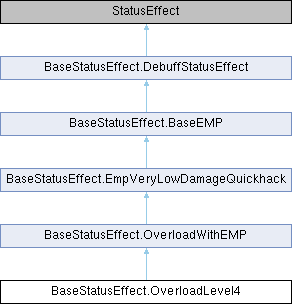 StatusEffect
BaseStatusEffect.DebuffStatusEffect
BaseStatusEffect.BaseEMP
BaseStatusEffect.EmpVeryLowDamageQuickhack
BaseStatusEffect.OverloadWithEMP
BaseStatusEffect.OverloadLevel4